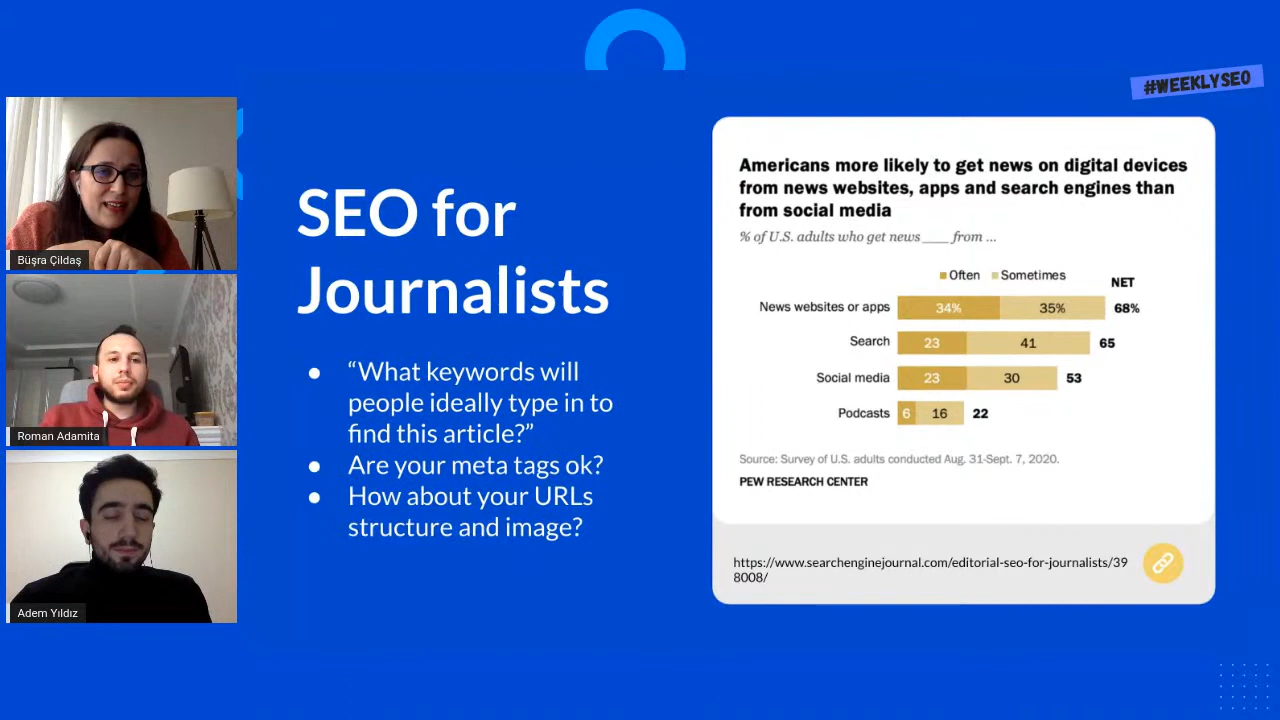 #WEEKLYSEO
Büşra Çildaş
Roman Adamita
Adem Yıldız
SEO for
Journalists
● “What keywords will
people ideally type in to
find this article?”
● Are your meta tags ok?
● How about your URLs
structure and image?
Americans more likely to get news on digital devices
from news websites, apps and search engines than
from social media
% of U.S. adults who get news ____ from ...
Often Sometimes NET
News websites or apps 34% 35% 68%
Search 23 41 65
Social media 23 30 53
Podcasts 6 16 22
Source: Survey of U.S. adults conducted Aug. 31-Sept. 7, 2020.
PEW RESEARCH CENTER
https://www.searchenginejournal.com/editorial-seo-for-journalists/39
8008/